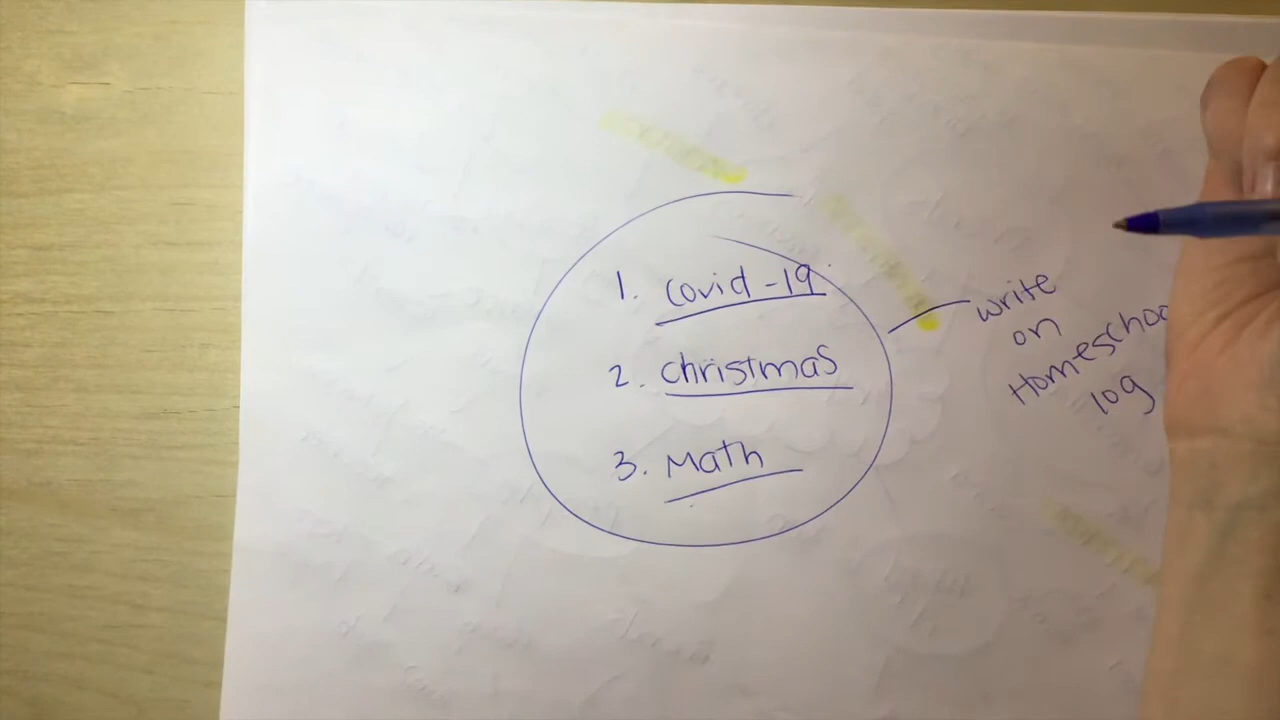 1. Covid-19
2. christmas
3. Math
write
on
Homeschoo
log